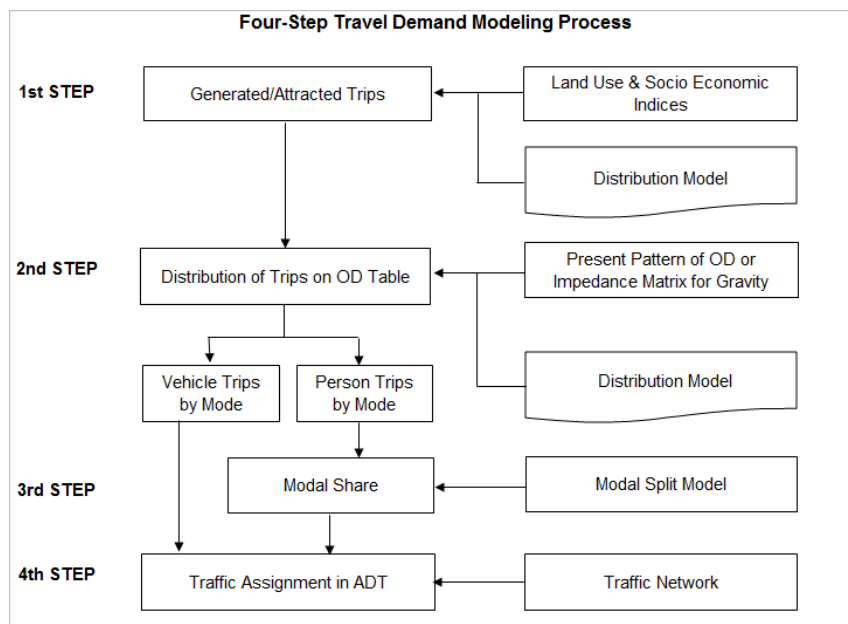 Four-Step Travel Demand Modeling Process
1st STEP
Generated/Attracted Trips
Land Use & Socio Economic
Indices
Distribution Model
2nd STEP
Distribution of Trips on OD Table
Present Pattern of OD or
Impedance Matrix for Gravity
Vehicle Trips
by Mode
Person Trips
by Mode
Distribution Model
3rd STEP
Modal Share
Modal Split Model
4th STEP
Traffic Assignment in ADT
Traffic Network